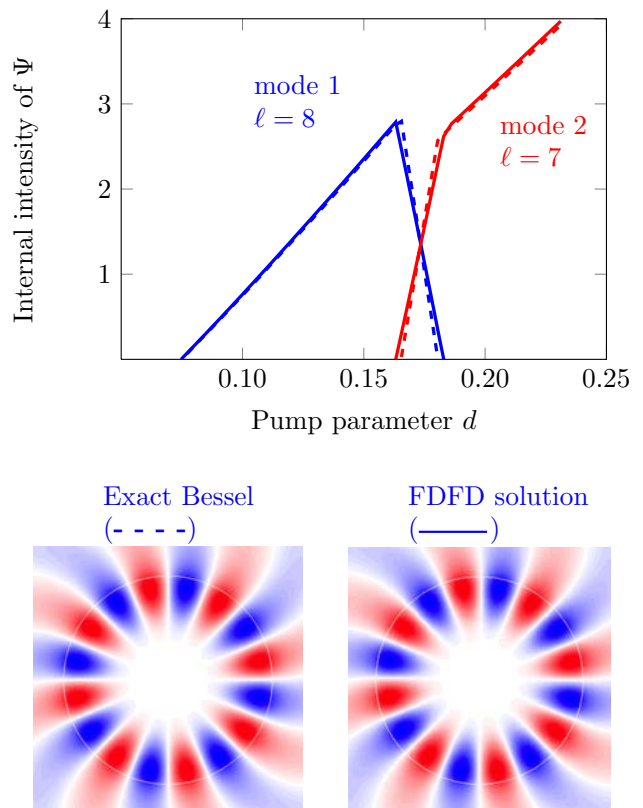 4
3
2
1
Internal intensity of Ψ
mode 1
ℓ = 8
mode 2
ℓ = 7
0.10 0.15 0.20 0.25
Pump parameter d
Exact Bessel
( )
FDFD solution
( )